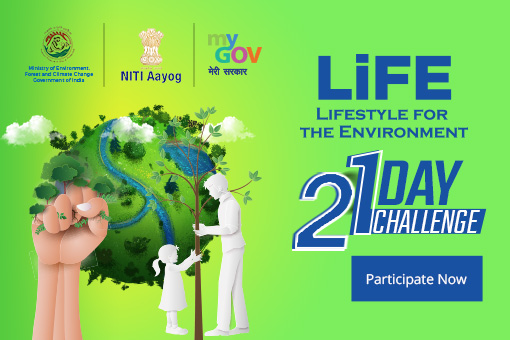 Ministry of Environment,
Forest and Climate Change
Government of India
NITI Aayog
my
GOV
मेरी सरकार
LiFE
LIFESTYLE FOR
THE ENVIRONMENT
21 DAY
CHALLENGE
Participate Now